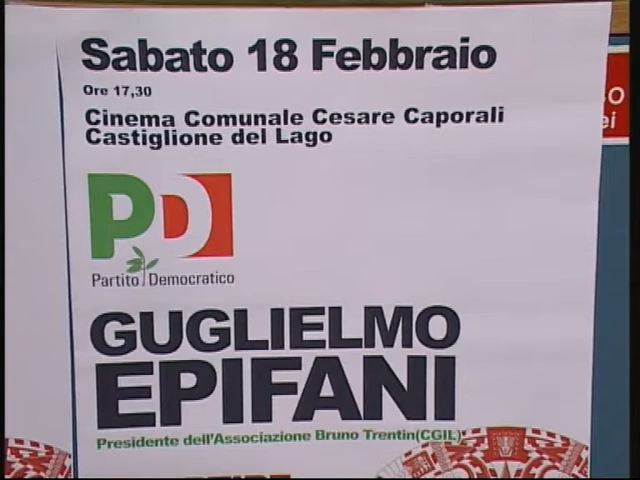 Sabato 18 Febbraio
Ore 17,30
Cinema Comunale Cesare Caporali
Castiglione del Lago
PD
Partito Democratico
GUGLIELMO
EPIFANI
Presidente dell'Associazione Bruno Trentin(CGIL)